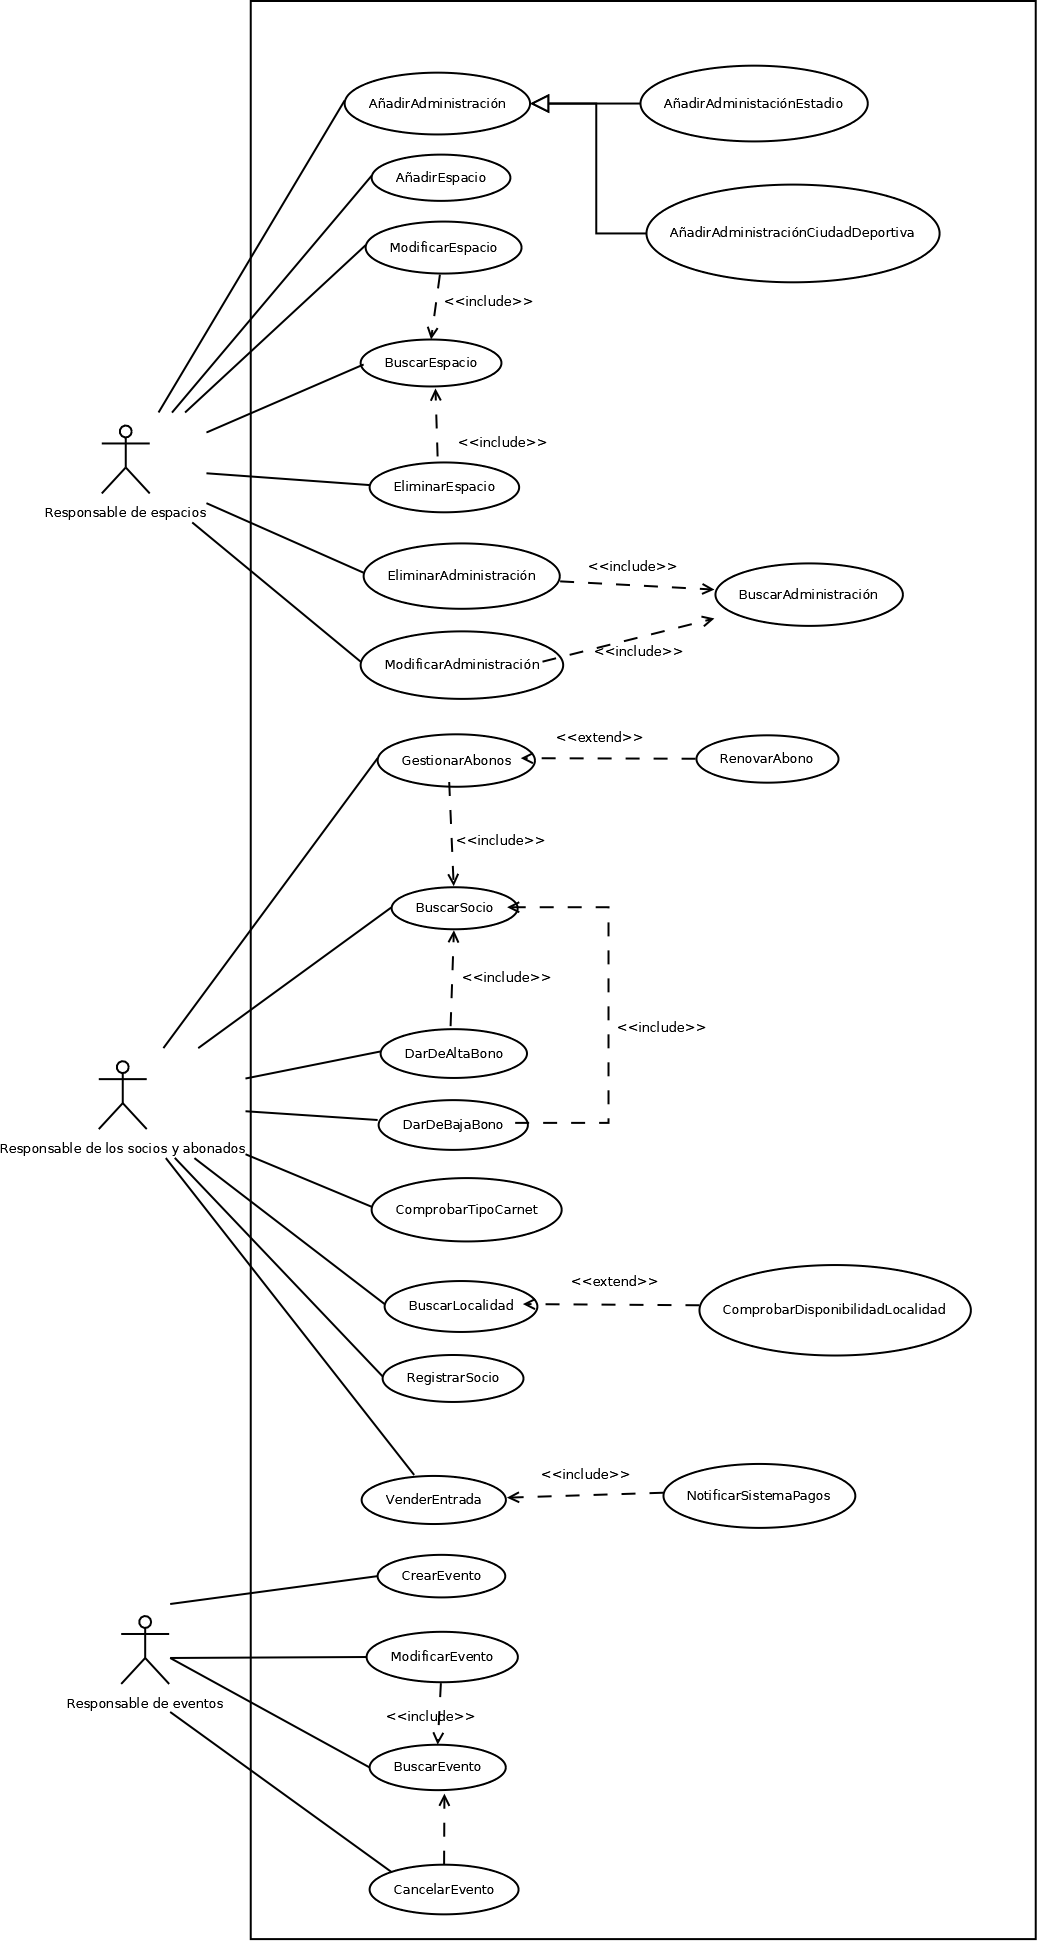 AñadirAdministración
AñadirAdministaciónEstadio
AñadirEspacio
AñadirAdministraciónCiudadDeportiva
ModificarEspacio
<<include>>
BuscarEspacio
<<include>>
EliminarEspacio
Responsable de espacios
<<include>>
EliminarAdministración
BuscarAdministración
<<include>>
ModificarAdministración
<<extend>>
GestionarAbonos
RenovarAbono
<<include>>
BuscarSocio
<<include>>
<<include>>
DarDeAltaBono
DarDeBajaBono
Responsable de los socios y abonados
ComprobarTipoCarnet
<<extend>>
BuscarLocalidad
ComprobarDisponibilidadLocalidad
RegistrarSocio
<<include>>
VenderEntrada
NotificarSistemaPagos
CrearEvento
ModificarEvento
Responsable de eventos
<<include>>
BuscarEvento
CancelarEvento